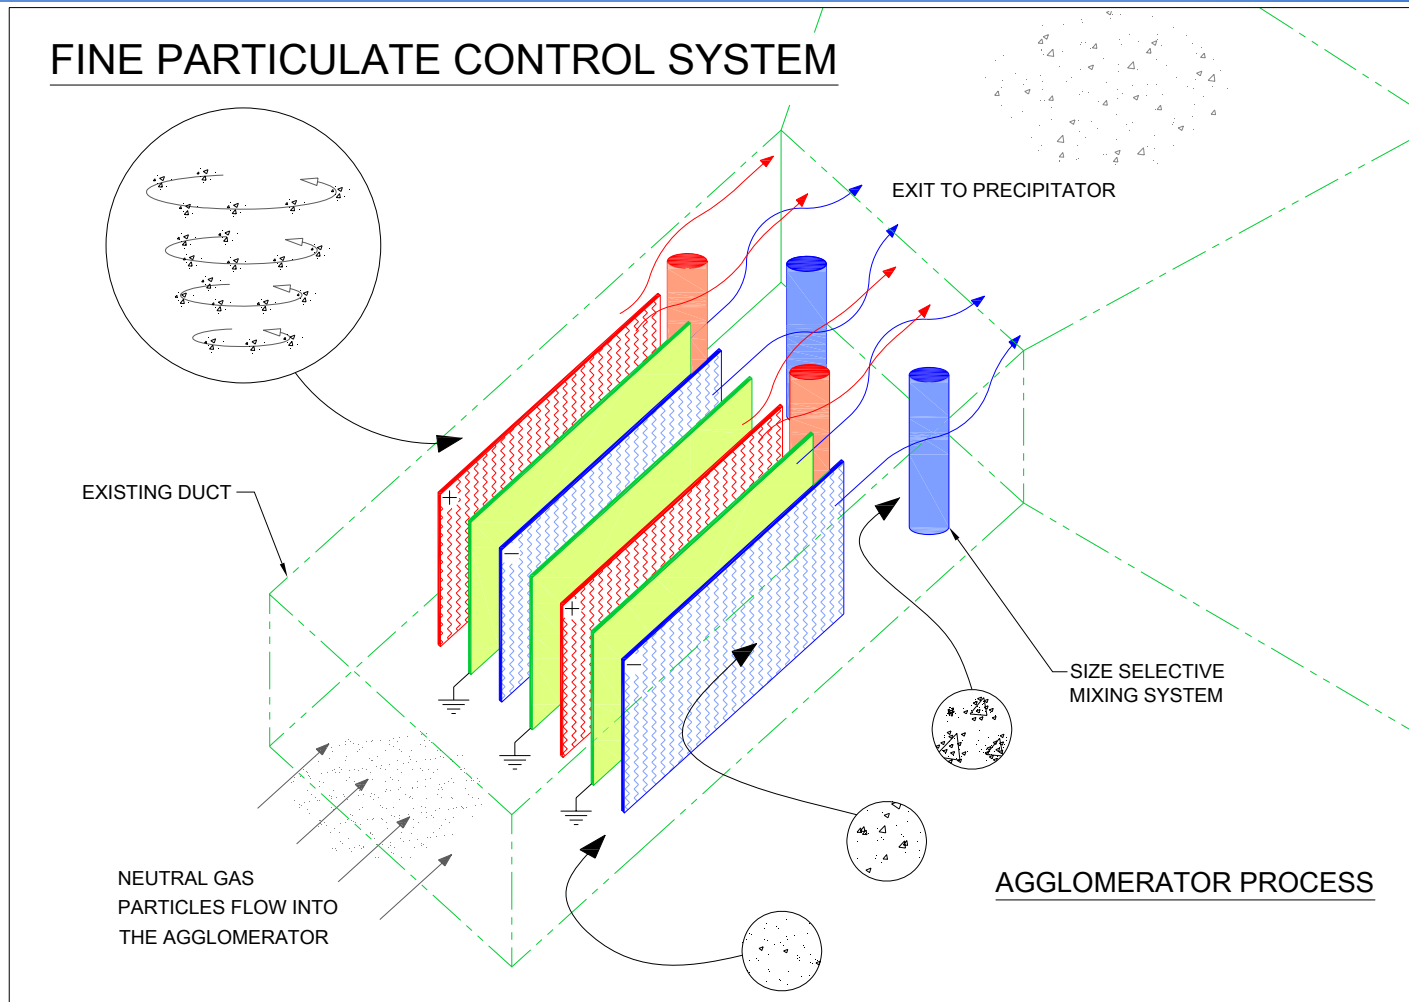 FINE PARTICULATE CONTROL SYSTEM
EXIT TO PRECIPITATOR
EXISTING DUCT
+
−
+
−
SIZE SELECTIVE
MIXING SYSTEM
NEUTRAL GAS
PARTICLES FLOW INTO
THE AGGLOMERATOR
AGGLOMERATOR PROCESS